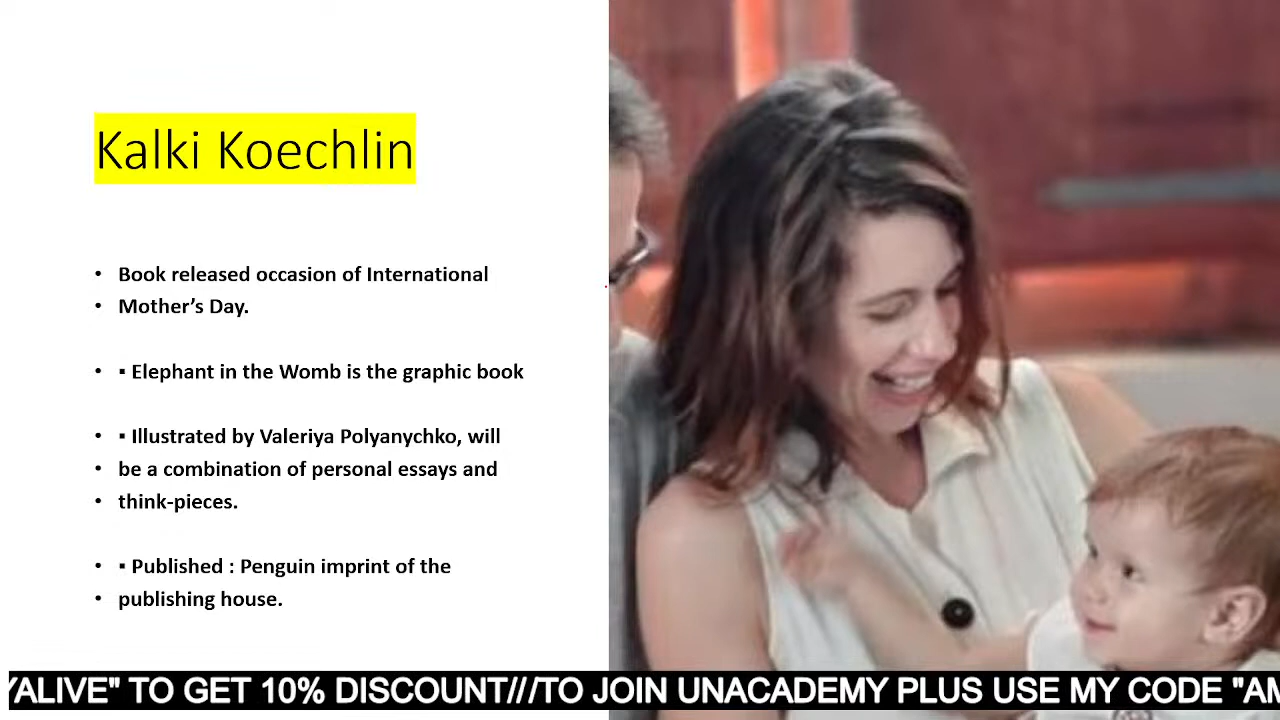 Kalki Koechlin
• Book released occasion of International
• Mother’s Day.
• ▪ Elephant in the Womb is the graphic book
• ▪ Illustrated by Valeriya Polyanychko, will
• be a combination of personal essays and
• think-pieces.
• ▪ Published : Penguin imprint of the
• publishing house.
ALIVE" TO GET 10% DISCOUNT///TO JOIN UNACADEMY PLUS USE MY CODE "AM